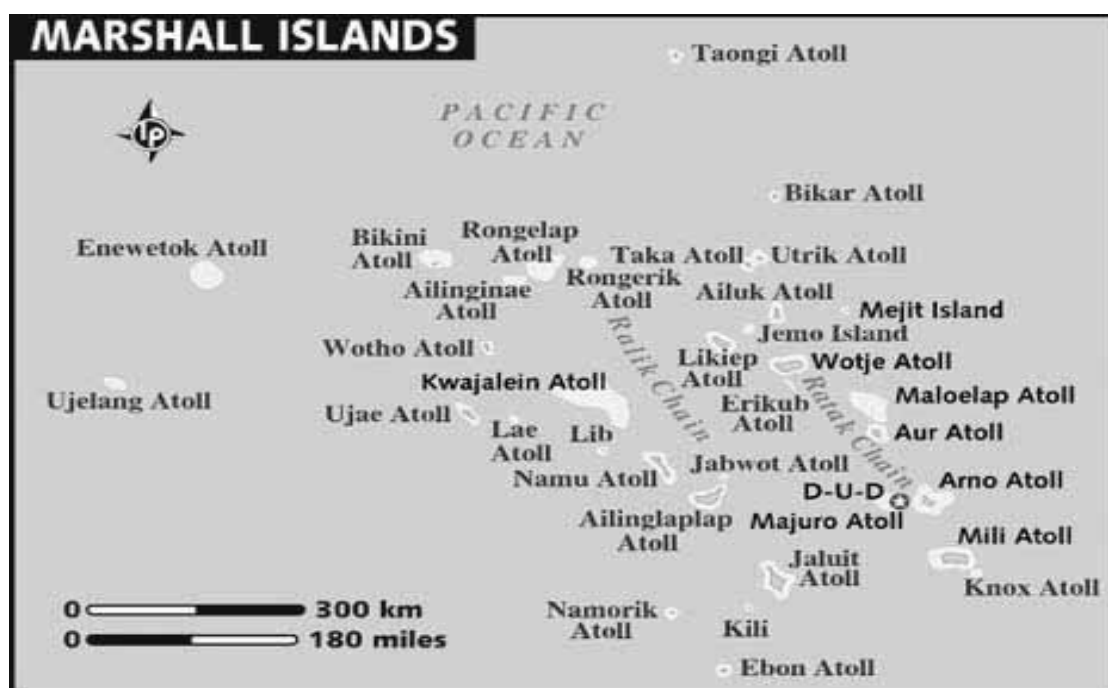 MARSHALL ISLANDS
Taongi Atoll
PACIFIC
OCEAN
lp
Bikar Atoll
Enewetok Atoll
Bikini
Atoll
Rongelap
Atoll
Taka Atoll
Utrik Atoll
Ailinginae
Atoll
Rongerik
Atoll
Ailuk Atoll
Mejit Island
Jemo Island
Wotho Atoll
Ralik Chain
Likiep
Atoll
Wotje Atoll
Kwajalein Atoll
Ratak Chain
Maloelap Atoll
Ujelang Atoll
Ujae Atoll
Erikub
Atoll
Lae
Atoll
Lib
Aur Atoll
Namu Atoll
Jabwot Atoll
Arno Atoll
D-U-D
Ailinglaplap
Atoll
Majuro Atoll
Mili Atoll
Jaluit
Atoll
Knox Atoll
0 300 km
0 180 miles
Namorik
Atoll
Kili
Ebon Atoll